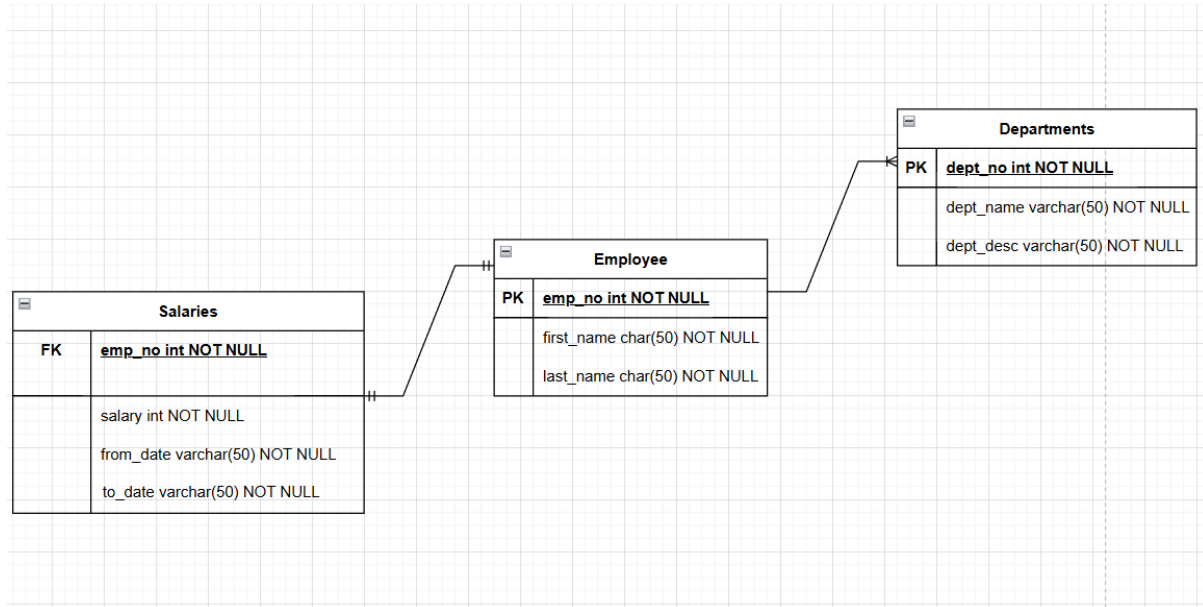 Departments
PK dept_no int NOT NULL
dept_name varchar(50) NOT NULL
dept_desc varchar(50) NOT NULL
Employee
PK emp_no int NOT NULL
first_name char(50) NOT NULL
last_name char(50) NOT NULL
Salaries
FK emp_no int NOT NULL
salary int NOT NULL
from_date varchar(50) NOT NULL
to_date varchar(50) NOT NULL